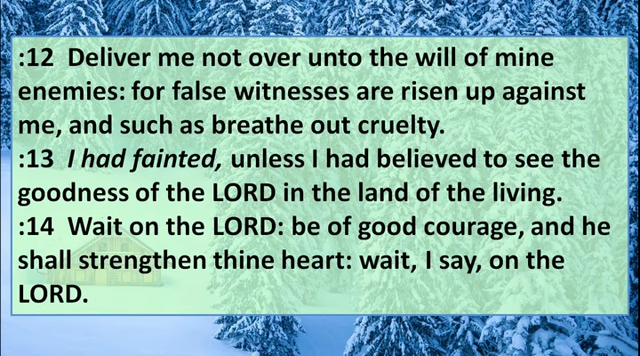 :12  Deliver me not over unto the will of mine
enemies: for false witnesses are risen up against
me, and such as breathe out cruelty.
:13  I had fainted, unless I had believed to see the
goodness of the LORD in the land of the living.
:14  Wait on the LORD: be of good courage, and he
shall strengthen thine heart: wait, I say, on the
LORD.